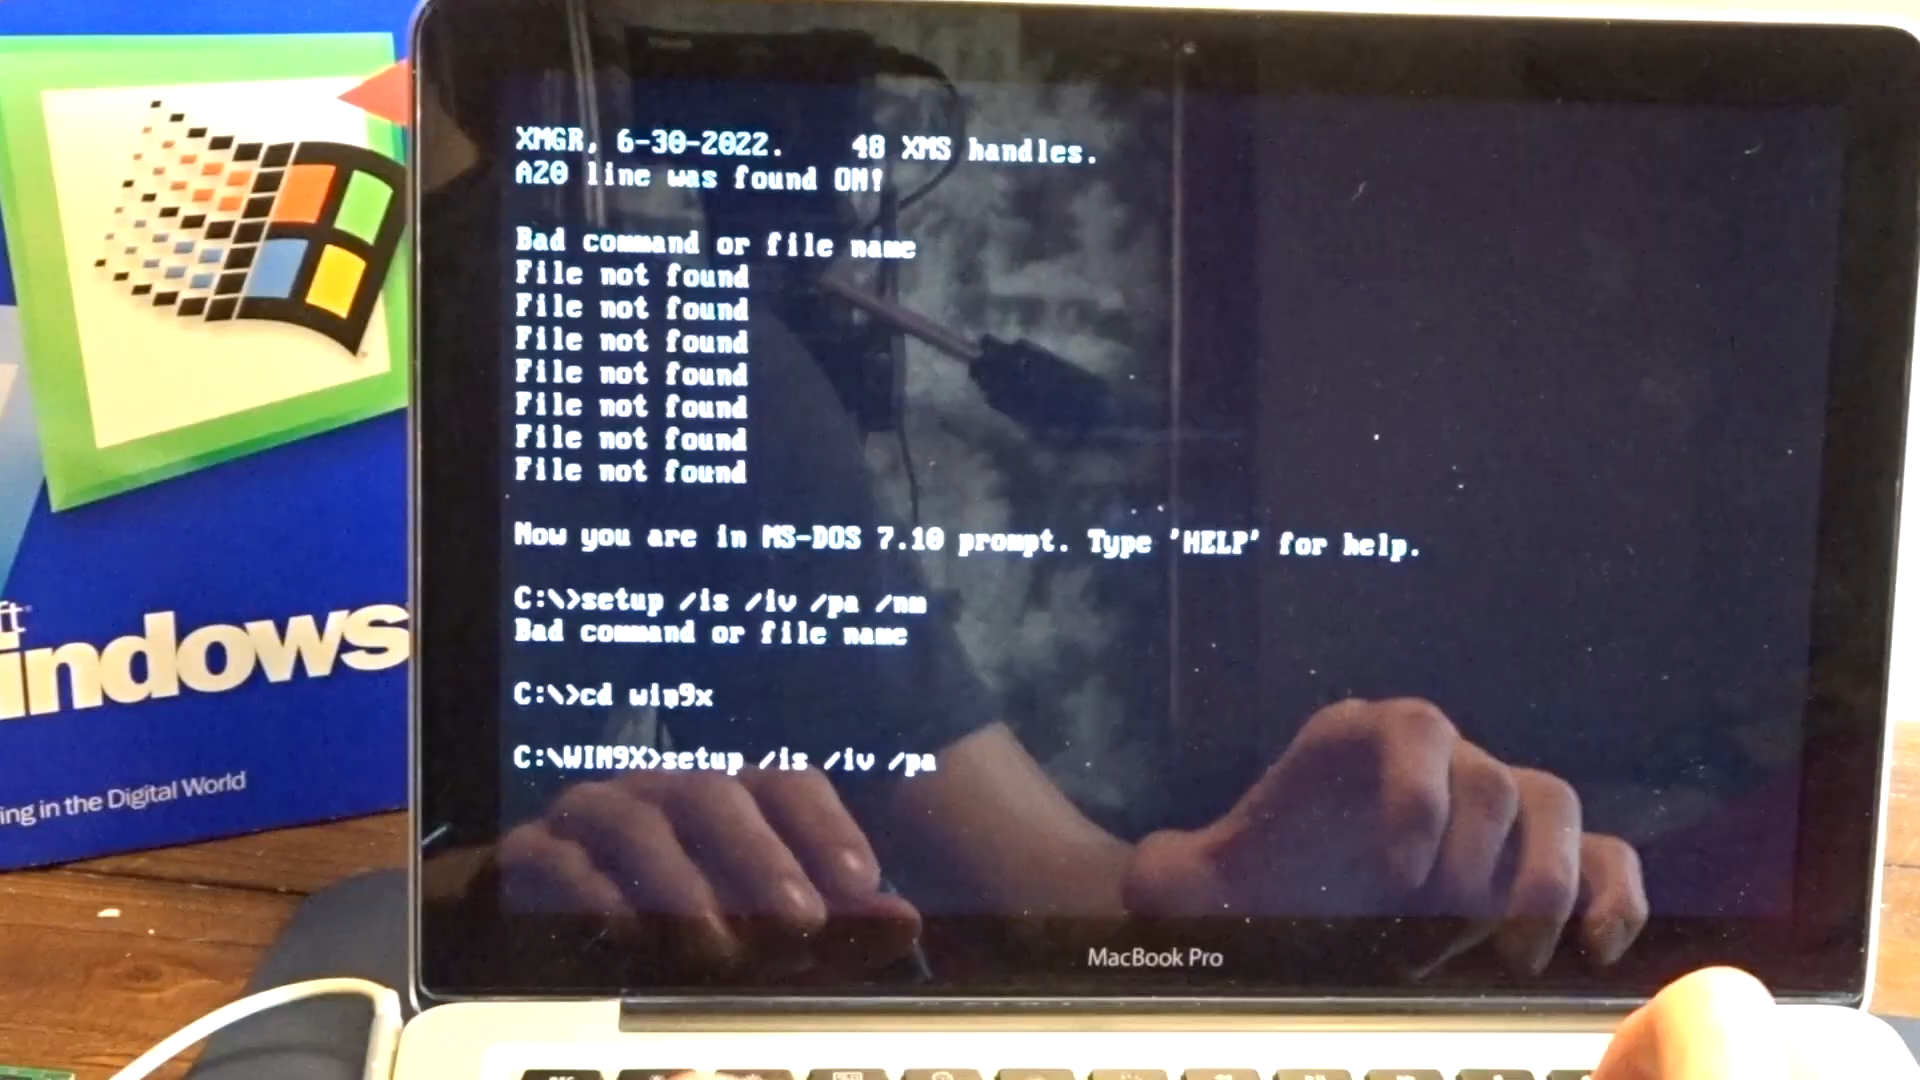 XMGR, 6-30-2022. 48 XMS handles.
A20 line was found ON!
Bad command or file name
File not found
File not found
File not found
File not found
File not found
File not found
File not found
Now you are in MS-DOS 7.10 prompt. Type 'HELP' for help.
C:\>setup /is /iv /pa /nm
Bad command or file name
C:\>cd win9x
C:\WIN9X>setup /is /iv /pa
MacBook Pro
ft
indows
ing in the Digital World